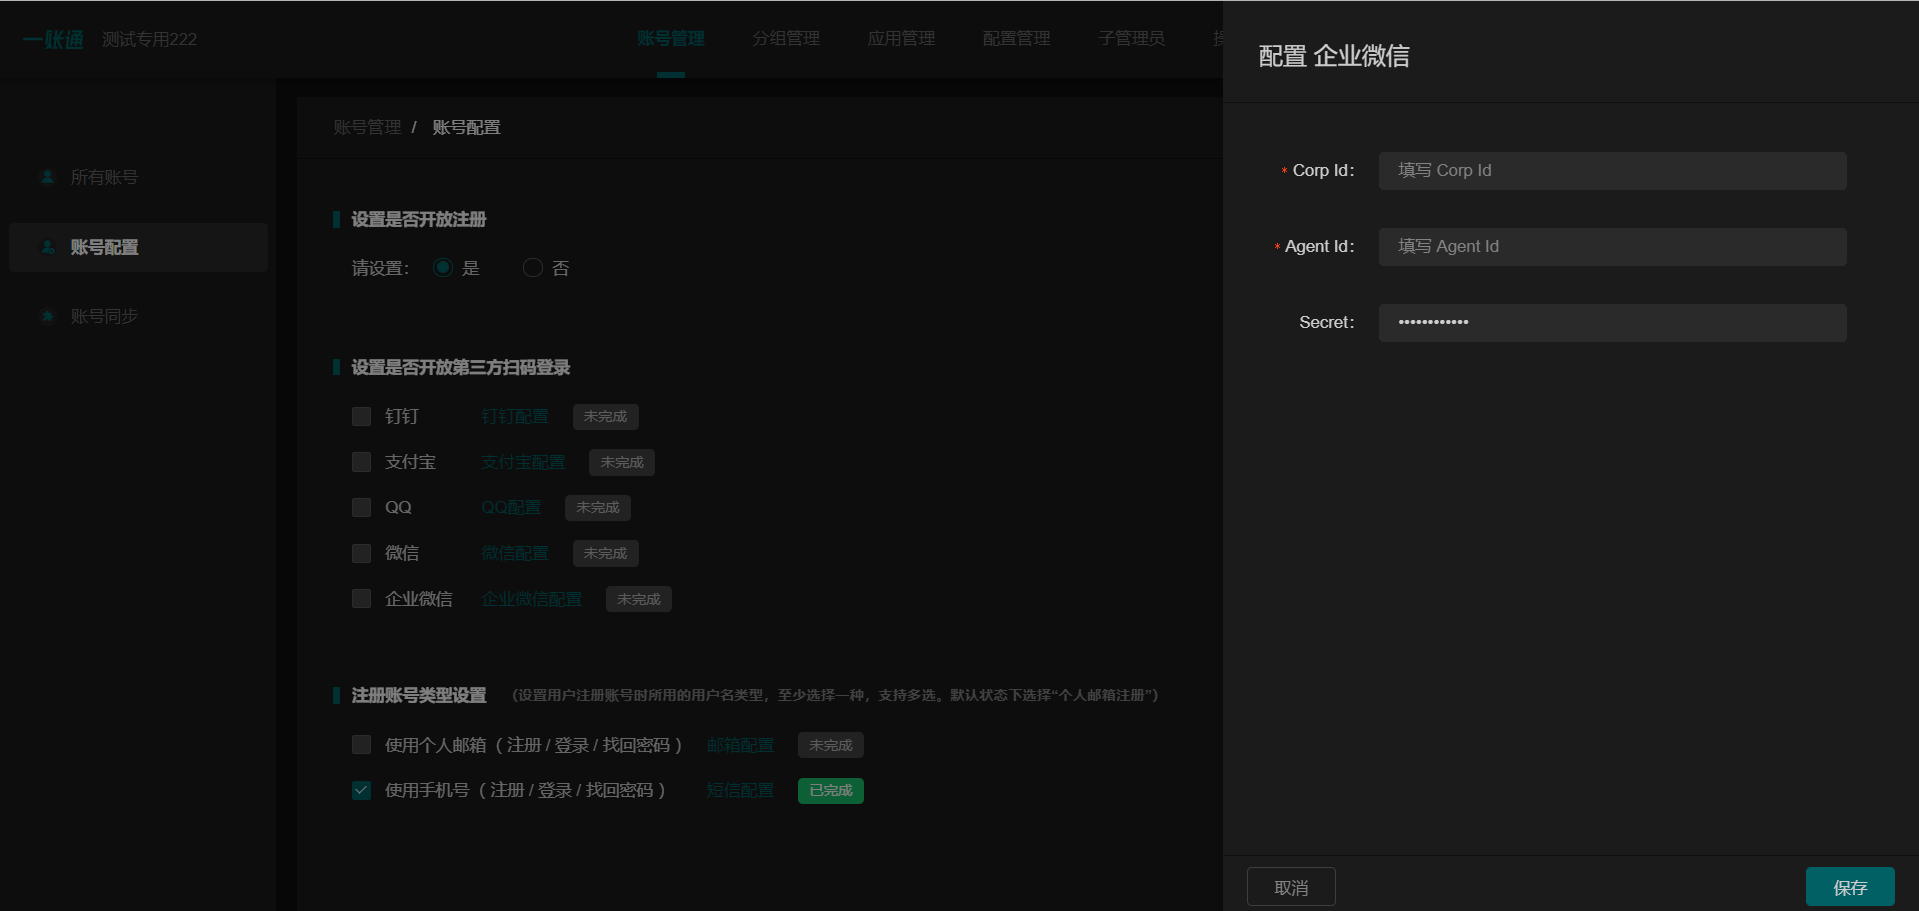 一账通 测试专用222
账号管理 分组管理 应用管理 配置管理 子管理员
所有账号
账号配置
账号同步
账号管理 / 账号配置
设置是否开放注册
请设置: 是 否
设置是否开放第三方扫码登录
钉钉 钉钉配置 未完成
支付宝 支付宝配置 未完成
QQ QQ配置 未完成
微信 微信配置 未完成
企业微信 企业微信配置 未完成
注册账号类型设置 （设置用户注册账号时所用的用户名类型，至少选择一种，支持多选。默认状态下选择“个人邮箱注册”）
使用个人邮箱（ 注册 / 登录 / 找回密码 ） 邮箱配置 未完成
使用手机号（ 注册 / 登录 / 找回密码 ） 短信配置 已完成
配置 企业微信
* Corp Id: 填写 Corp Id
* Agent Id: 填写 Agent Id
Secret: ••••••••••••
取消 保存